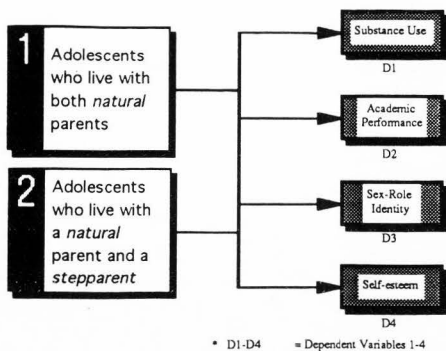 1
Adolescents
who live with
both natural
parents
2
Adolescents
who live with
a natural
parent and a
stepparent
Substance Use
D1
Academic
Performance
D2
Sex-Role
Identity
D3
Self-esteem
D4
* D1-D4 = Dependent Variables 1-4